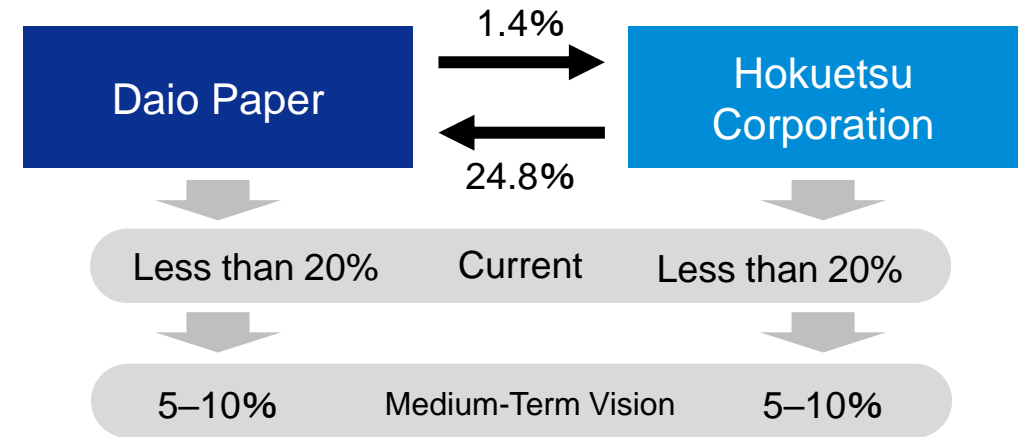 1.4%
Daio Paper
Hokuetsu
Corporation
24.8%
Less than 20% Current Less than 20%
5–10% Medium-Term Vision 5–10%